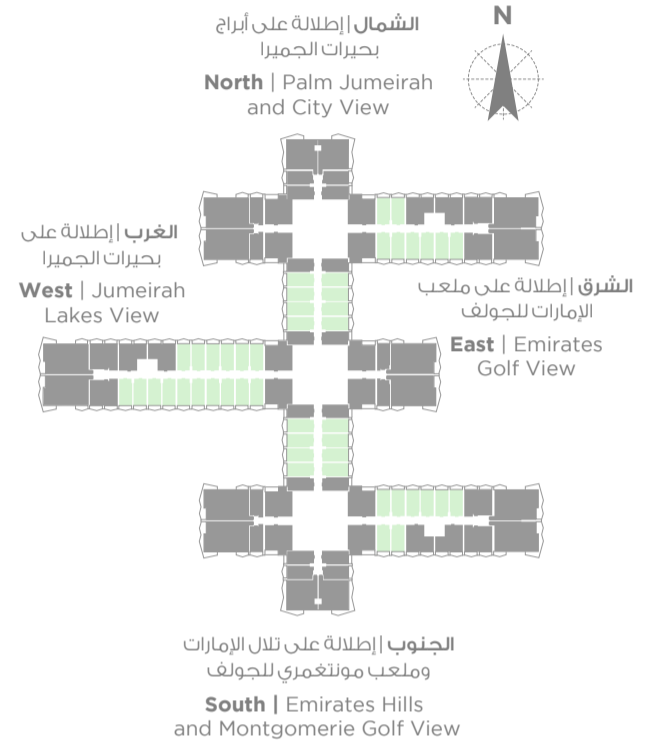 الشمال | إطلالة على أبراج
بحيرات الجميرا
North | Palm Jumeirah
and City View
N
الغرب | إطلالة على
بحيرات الجميرا
West | Jumeirah
Lakes View
الشرق | إطلالة على ملعب
الإمارات للجولف
East | Emirates
Golf View
الجنوب | إطلالة على تلال الإمارات
وملعب مونتغمري للجولف
South | Emirates Hills
and Montgomerie Golf View